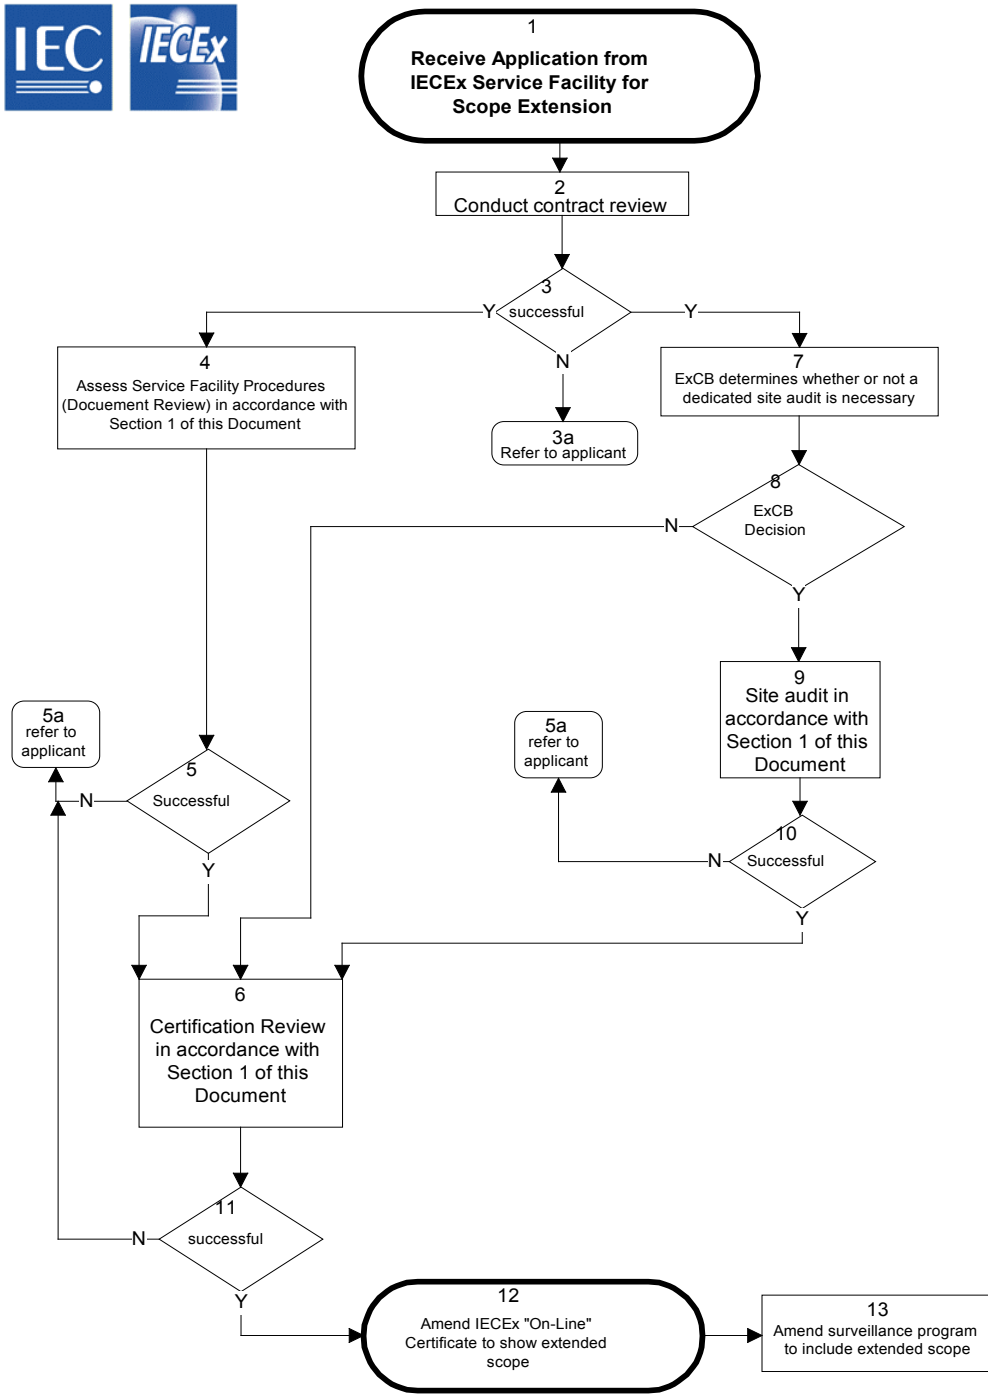 IEC
IECEx
1
Receive Application from
IECEx Service Facility for
Scope Extension
2
Conduct contract review
3
successful
Y
Y
N
4
Assess Service Facility Procedures
(Docuement Review) in accordance with
Section 1 of this Document
7
ExCB determines whether or not a
dedicated site audit is necessary
3a
Refer to applicant
8
ExCB
Decision
N
Y
9
Site audit in
accordance with
Section 1 of this
Document
5a
refer to
applicant
5a
refer to
applicant
5
Successful
N
Y
10
Successful
N
Y
6
Certification Review
in accordance with
Section 1 of this
Document
11
successful
N
Y
12
Amend IECEx "On-Line"
Certificate to show extended
scope
13
Amend surveillance program
to include extended scope